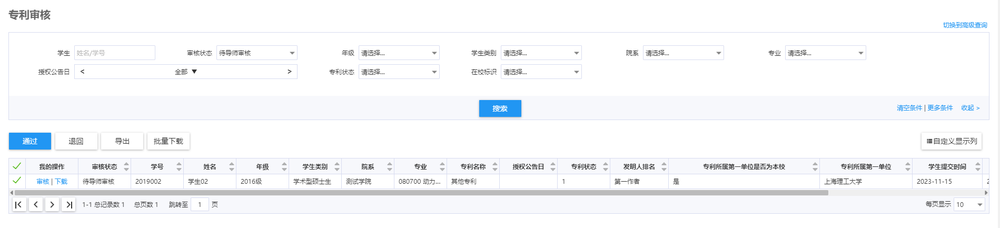 专利审核
切换到高级查询
学生 姓名/学号 审核状态 待导师审核 年级 请选择... 学生类别 请选择... 院系 请选择... 专业 请选择...
授权公告日 < 全部 ▼ > 专利状态 请选择... 在校标识 请选择...
搜索 清空条件 | 更多条件 收起 >
通过 退回 导出 批量下载 自定义显示列
我的操作 审核状态 学号 姓名 年级 学生类别 院系 专业 专利名称 授权公告日 专利状态 发明人排名 专利所属第一单位是否为本校 专利所属第一单位 学生提交时间
审核 | 下载 待导师审核 2019002 学生02 2016级 学术型硕士生 测试学院 080700 动力... 其他专利 1 第一作者 是 上海理工大学 2023-11-15
1-1 总记录数 1 总页数 1 跳转至 1 页 每页显示 10